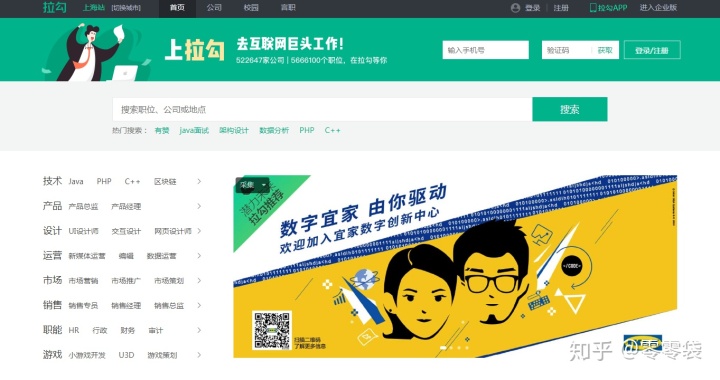 拉勾 上海站 [切换城市] 首页 公司 校园 言职 登录 | 注册 拉勾APP 进入企业版
上拉勾 去互联网巨头工作!
522647家公司 | 5666100个职位,在拉勾等你
输入手机号 验证码 | 获取 登录/注册
搜索职位、公司或地点 搜索
热门搜索: 有赞 java面试 架构设计 数据分析 PHP C++
技术 Java PHP C++ 区块链
产品 产品总监 产品经理
设计 UI设计师 交互设计 网页设计师
运营 新媒体运营 编辑 数据运营
市场 市场营销 市场推广 市场策划
销售 销售专员 销售经理 销售总监
职能 HR 行政 财务 审计
游戏 小游戏开发 U3D 游戏策划
采集
拉勾推荐
数字宜家 由你驱动
欢迎加入宜家数字创新中心
</CODE>
扫描二维码
了解更多信息
知乎 @零零袋